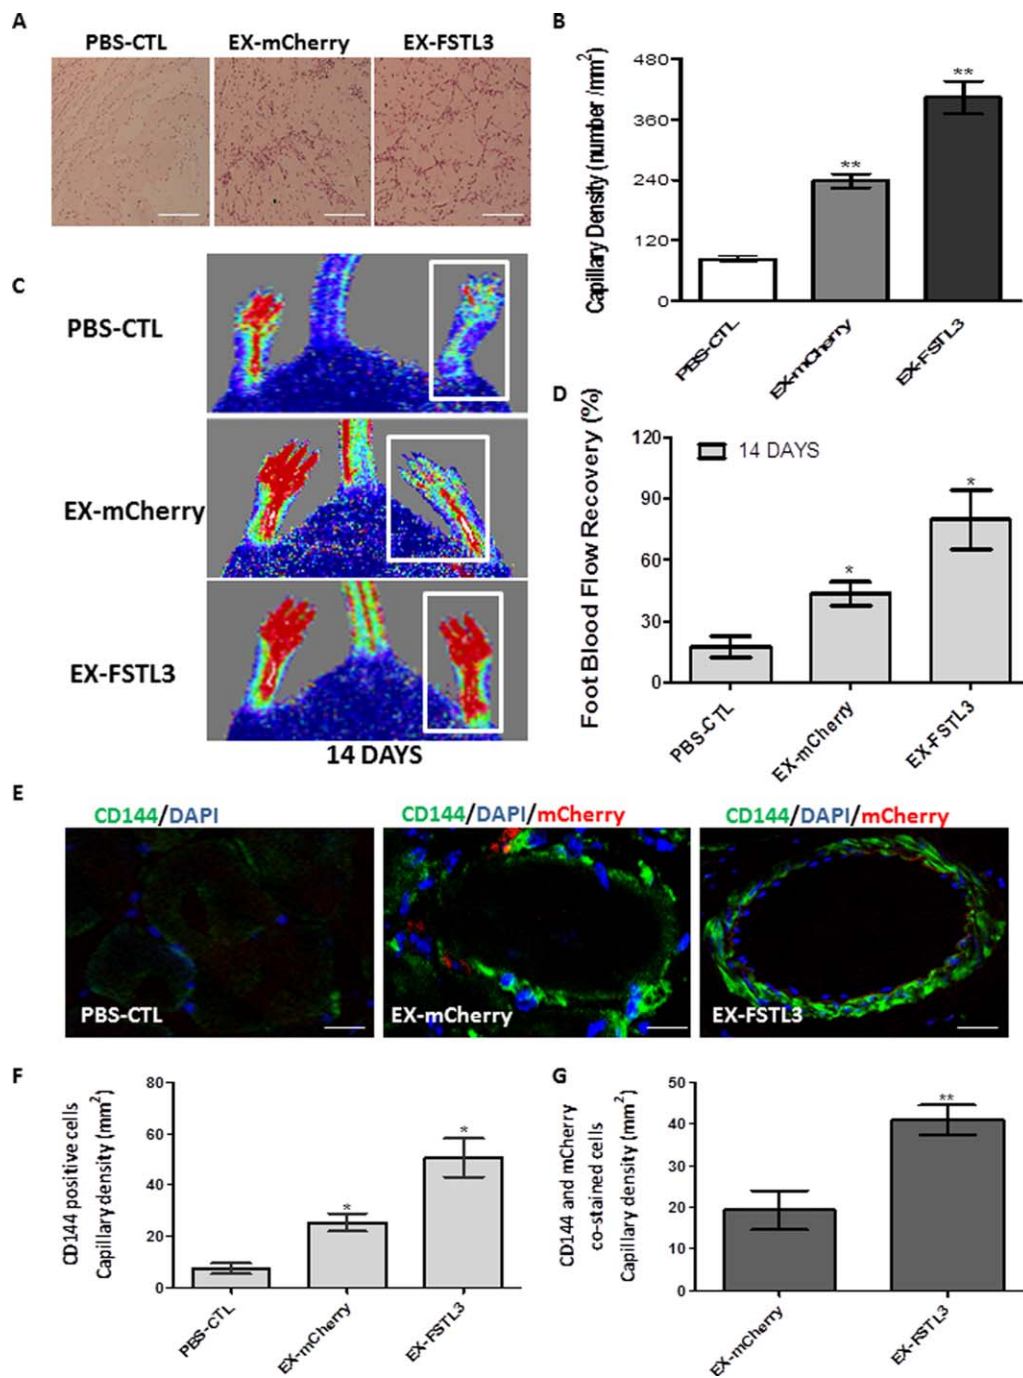 A
PBS-CTL EX-mCherry EX-FSTL3
B
Capillary Density (number /mm²)
480
360
240
120
0
**
**
PBS-CTL
EX-mCherry
EX-FSTL3
C
PBS-CTL
EX-mCherry
EX-FSTL3
14 DAYS
D
Foot Blood Flow Recovery (%)
120
90
60
30
0
14 DAYS
*
*
PBS-CTL
EX-mCherry
EX-FSTL3
E
CD144/DAPI CD144/DAPI/mCherry CD144/DAPI/mCherry
PBS-CTL EX-mCherry EX-FSTL3
F
CD144 positive cells
Capillary density (mm²)
80
60
40
20
0
*
*
PBS-CTL
EX-mCherry
EX-FSTL3
G
CD144 and mCherry
co-stained cells
Capillary density (mm²)
50
40
30
20
10
0
**
EX-mCherry
EX-FSTL3